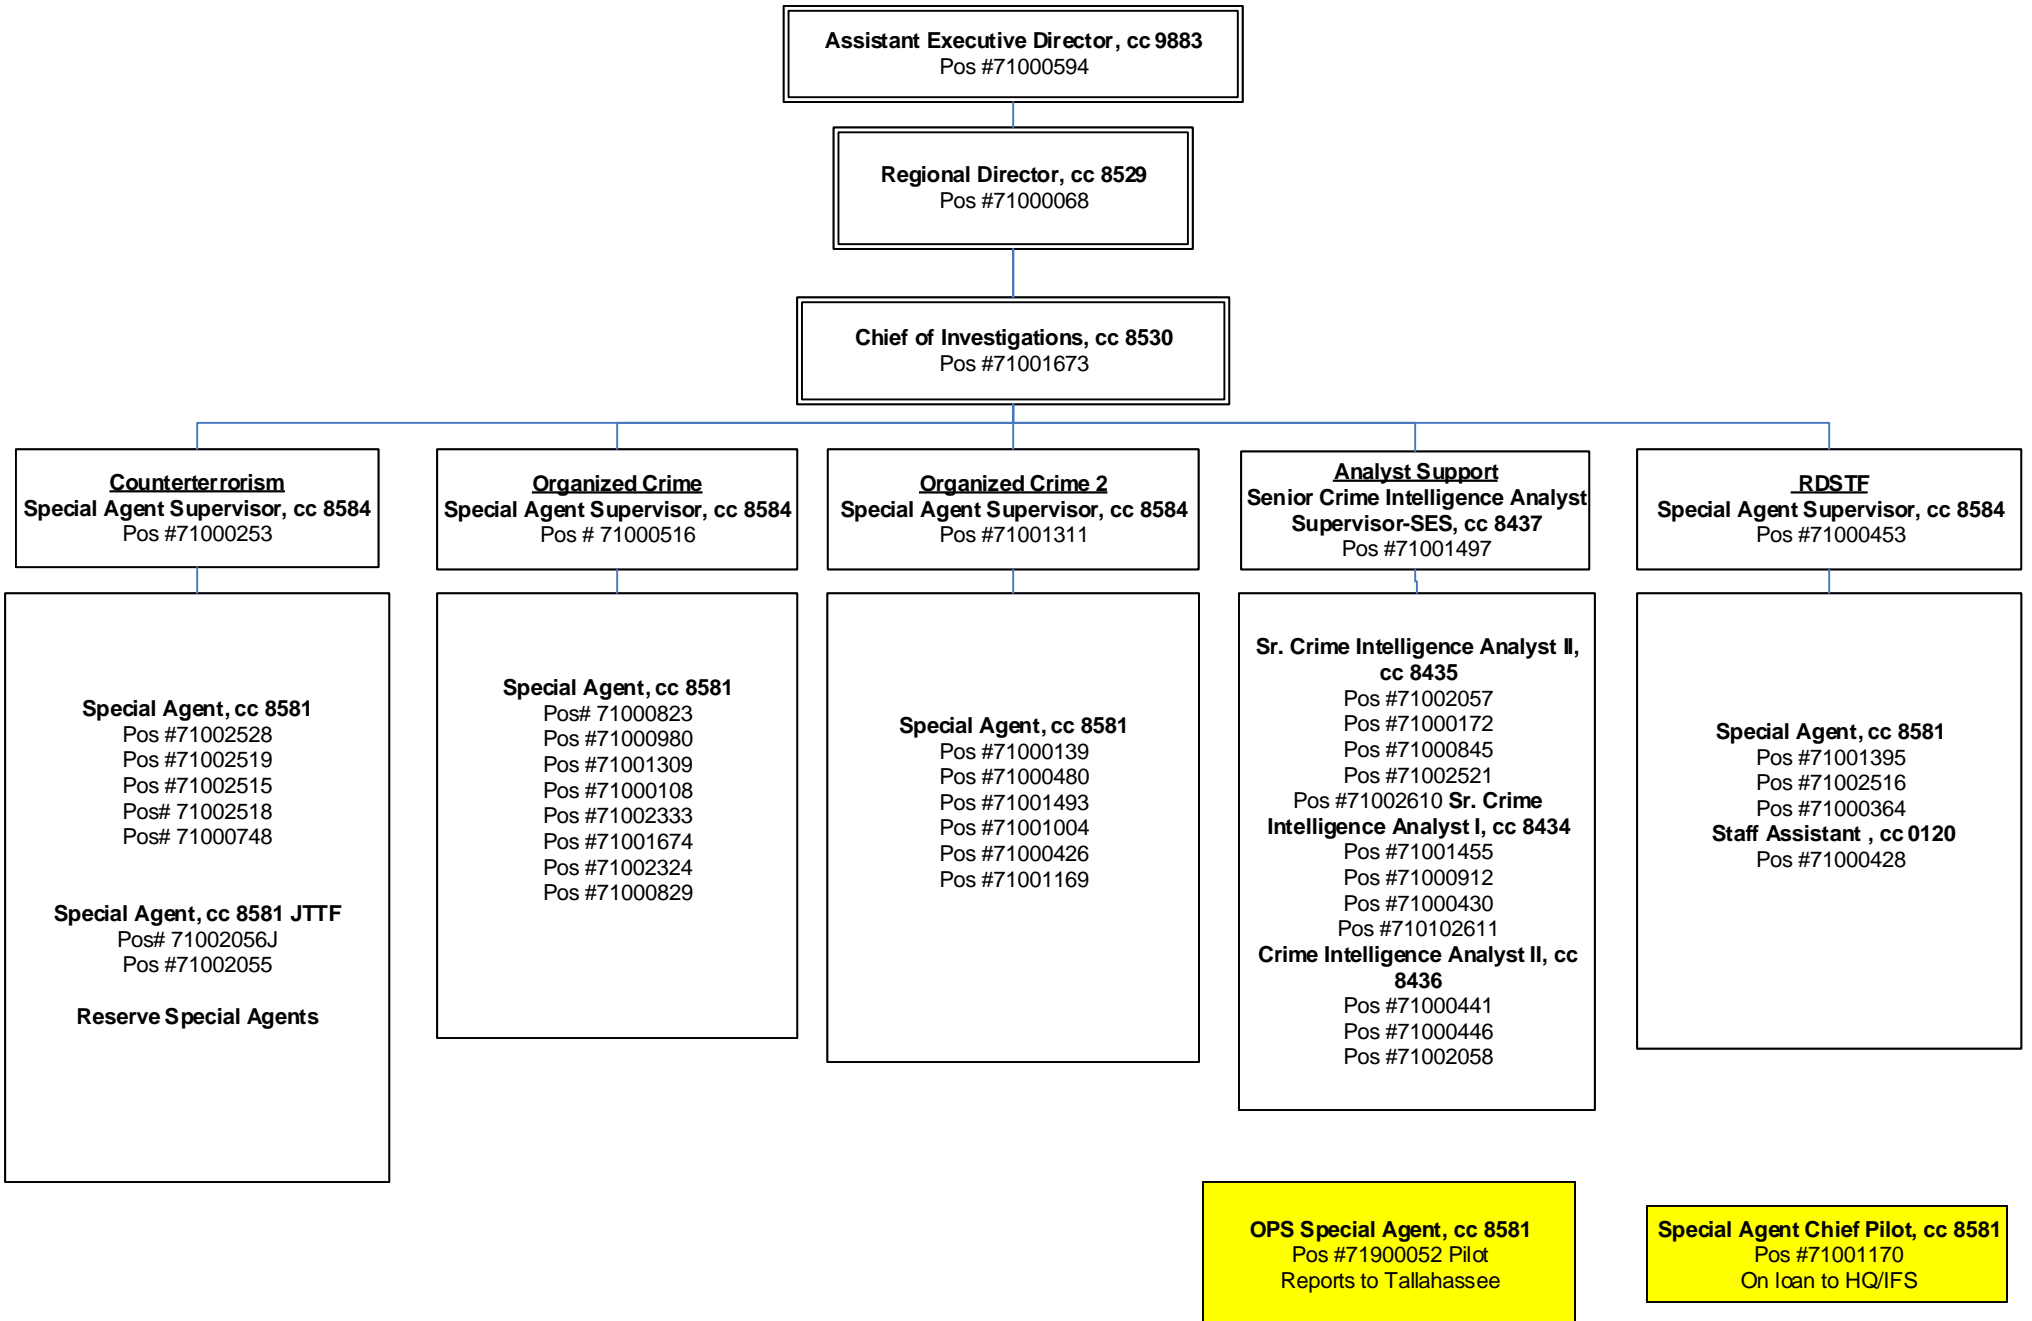 Assistant Executive Director, cc 9883
Pos #71000594
Regional Director, cc 8529
Pos #71000068
Chief of Investigations, cc 8530
Pos #71001673
Counterterrorism
Special Agent Supervisor, cc 8584
Pos #71000253
Organized Crime
Special Agent Supervisor, cc 8584
Pos # 71000516
Organized Crime 2
Special Agent Supervisor, cc 8584
Pos #71001311
Analyst Support
Senior Crime Intelligence Analyst
Supervisor-SES, cc 8437
Pos #71001497
RDSTF
Special Agent Supervisor, cc 8584
Pos #71000453
Special Agent, cc 8581
Pos #71002528
Pos #71002519
Pos #71002515
Pos# 71002518
Pos# 71000748
Special Agent, cc 8581 JTTF
Pos# 71002056J
Pos #71002055
Reserve Special Agents
Special Agent, cc 8581
Pos# 71000823
Pos #71000980
Pos #71001309
Pos #71000108
Pos #71002333
Pos #71001674
Pos #71002324
Pos #71000829
Special Agent, cc 8581
Pos #71000139
Pos #71000480
Pos #71001493
Pos #71001004
Pos #71000426
Pos #71001169
Sr. Crime Intelligence Analyst II,
cc 8435
Pos #71002057
Pos #71000172
Pos #71000845
Pos #71002521
Pos #71002610 Sr. Crime
Intelligence Analyst I, cc 8434
Pos #71001455
Pos #71000912
Pos #71000430
Pos #710102611
Crime Intelligence Analyst II, cc
8436
Pos #71000441
Pos #71000446
Pos #71002058
Special Agent, cc 8581
Pos #71001395
Pos #71002516
Pos #71000364
Staff Assistant , cc 0120
Pos #71000428
OPS Special Agent, cc 8581
Pos #71900052 Pilot
Reports to Tallahassee
Special Agent Chief Pilot, cc 8581
Pos #71001170
On loan to HQ/IFS